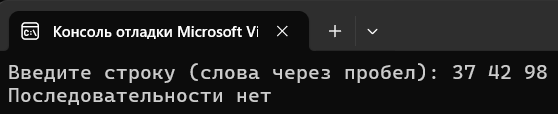 Консоль отладки Microsoft Vi
Введите строку (слова через пробел): 37 42 98
Последовательности нет